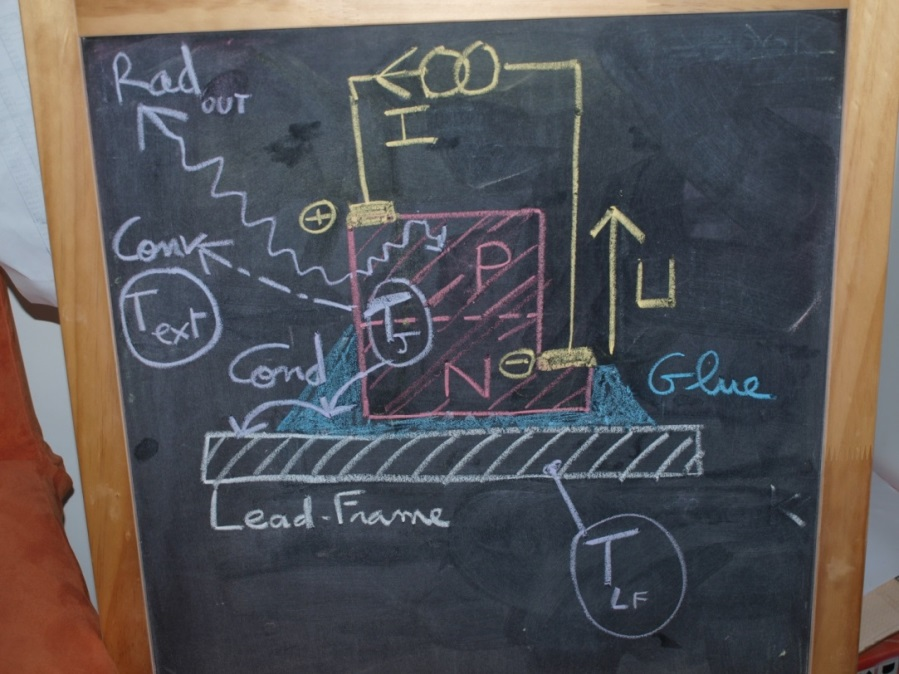 Rad OUT
I
+
Conv
P
U
T ext
T J
Cond
N
-
Glue
Lead-Frame
T LF